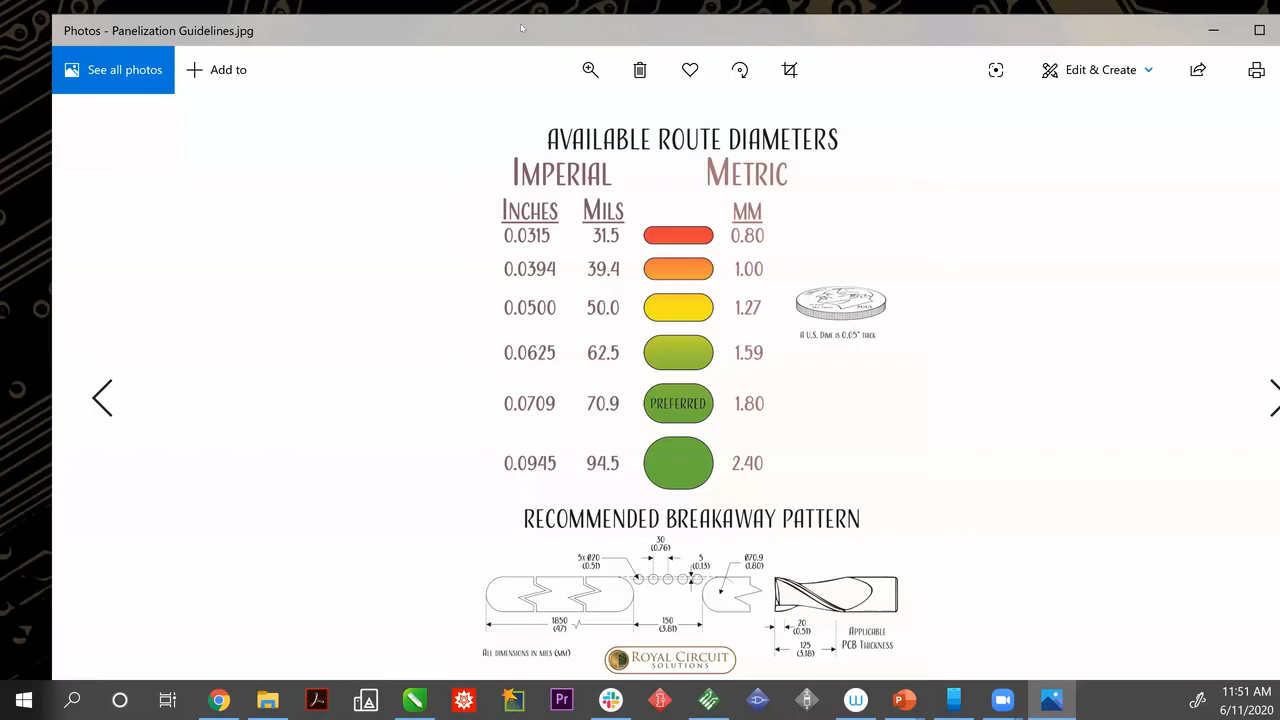 Photos - Panelization Guidelines.jpg
See all photos
Add to
Edit & Create
AVAILABLE ROUTE DIAMETERS
IMPERIAL METRIC
INCHES MILS MM
0.0315 31.5 0.80
0.0394 39.4 1.00
0.0500 50.0 1.27
A U.S. DIME IS 0.05" THICK
0.0625 62.5 1.59
0.0709 70.9 PREFERRED 1.80
0.0945 94.5 2.40
RECOMMENDED BREAKAWAY PATTERN
30
(0.76)
5x Ø20
(0.51)
5
(0.13)
Ø70.9
(1.80)
1850
(47)
150
(3.81)
20
(0.51)
125
(3.18)
APPLICABLE
PCB THICKNESS
ALL DIMENSIONS IN MILS (MM)
ROYAL CIRCUIT
SOLUTIONS
11:51 AM
6/11/2020